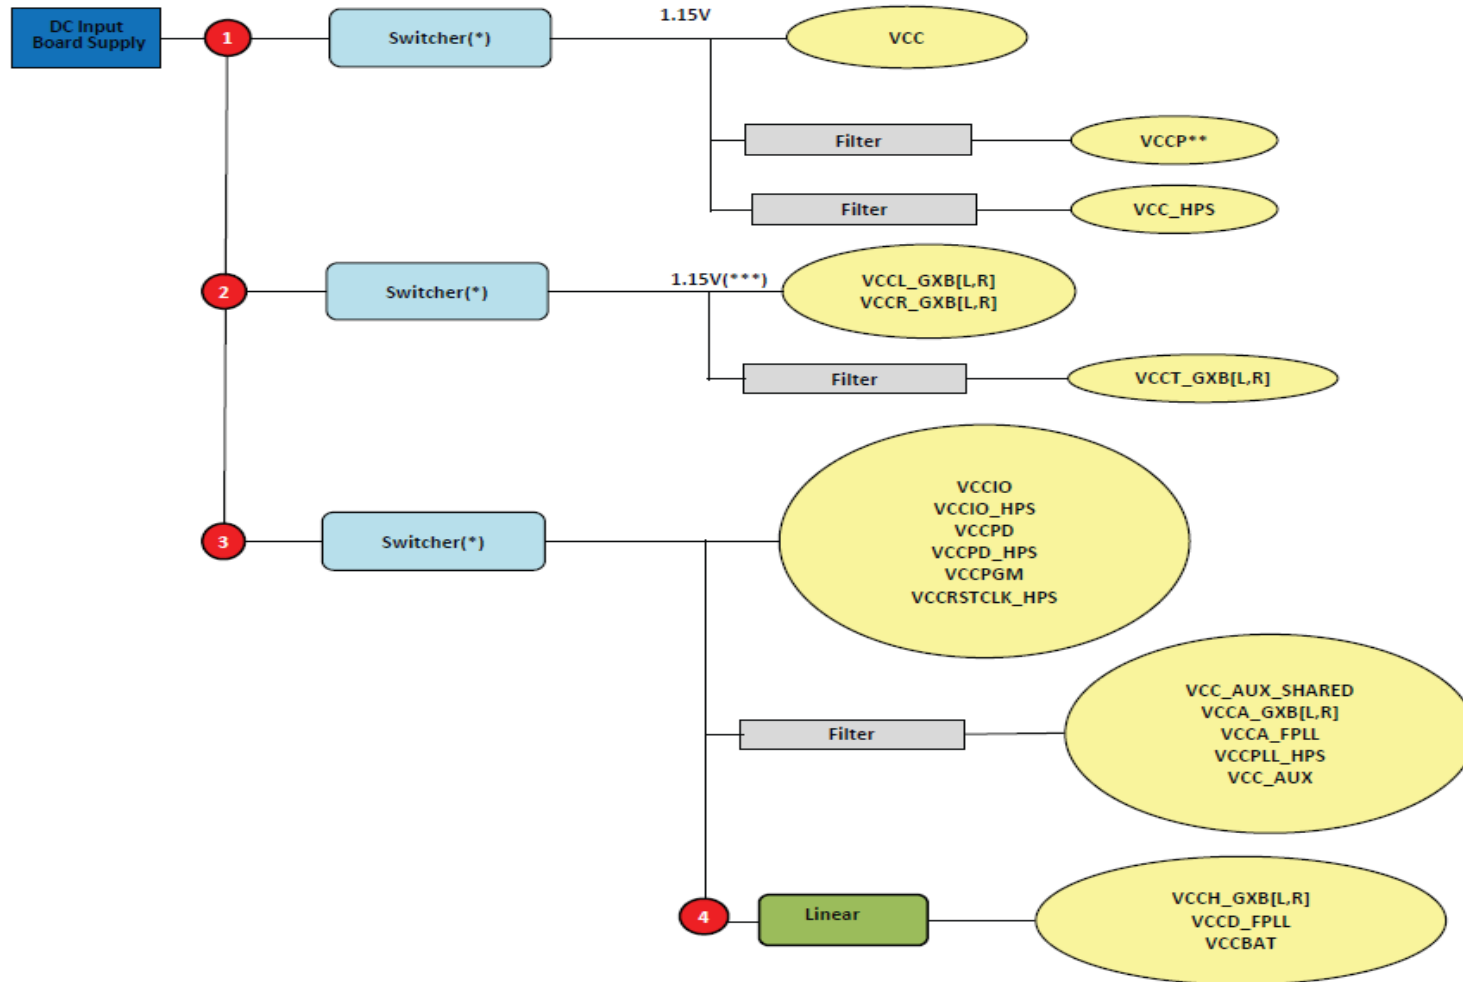 DC Input
Board Supply
1
Switcher(*)
1.15V
VCC
Filter
VCCP**
Filter
VCC_HPS
2
Switcher(*)
1.15V(***)
VCCL_GXB[L,R]
VCCR_GXB[L,R]
Filter
VCCT_GXB[L,R]
3
Switcher(*)
VCCIO
VCCIO_HPS
VCCPD
VCCPD_HPS
VCCPGM
VCCRSTCLK_HPS
Filter
VCC_AUX_SHARED
VCCA_GXB[L,R]
VCCA_FPLL
VCCPLL_HPS
VCC_AUX
4
Linear
VCCH_GXB[L,R]
VCCD_FPLL
VCCBAT